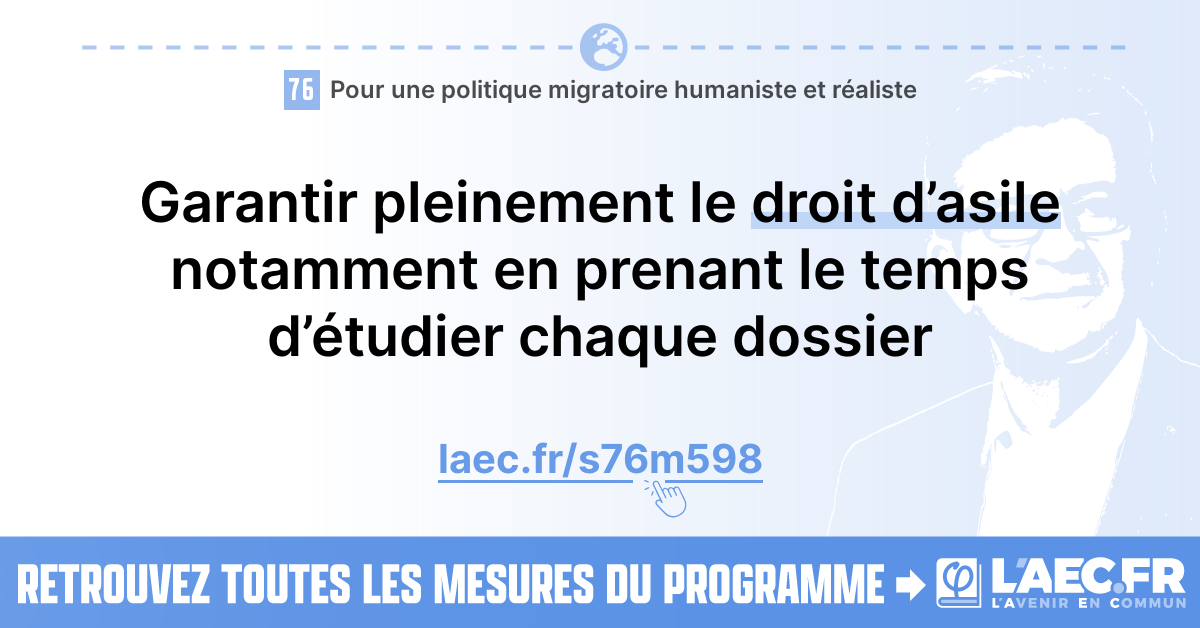 76 Pour une politique migratoire humaniste et réaliste
Garantir pleinement le droit d’asile
notamment en prenant le temps
d’étudier chaque dossier
laec.fr/s76m598
RETROUVEZ TOUTES LES MESURES DU PROGRAMME
L'AEC.FR
L'AVENIR EN COMMUN